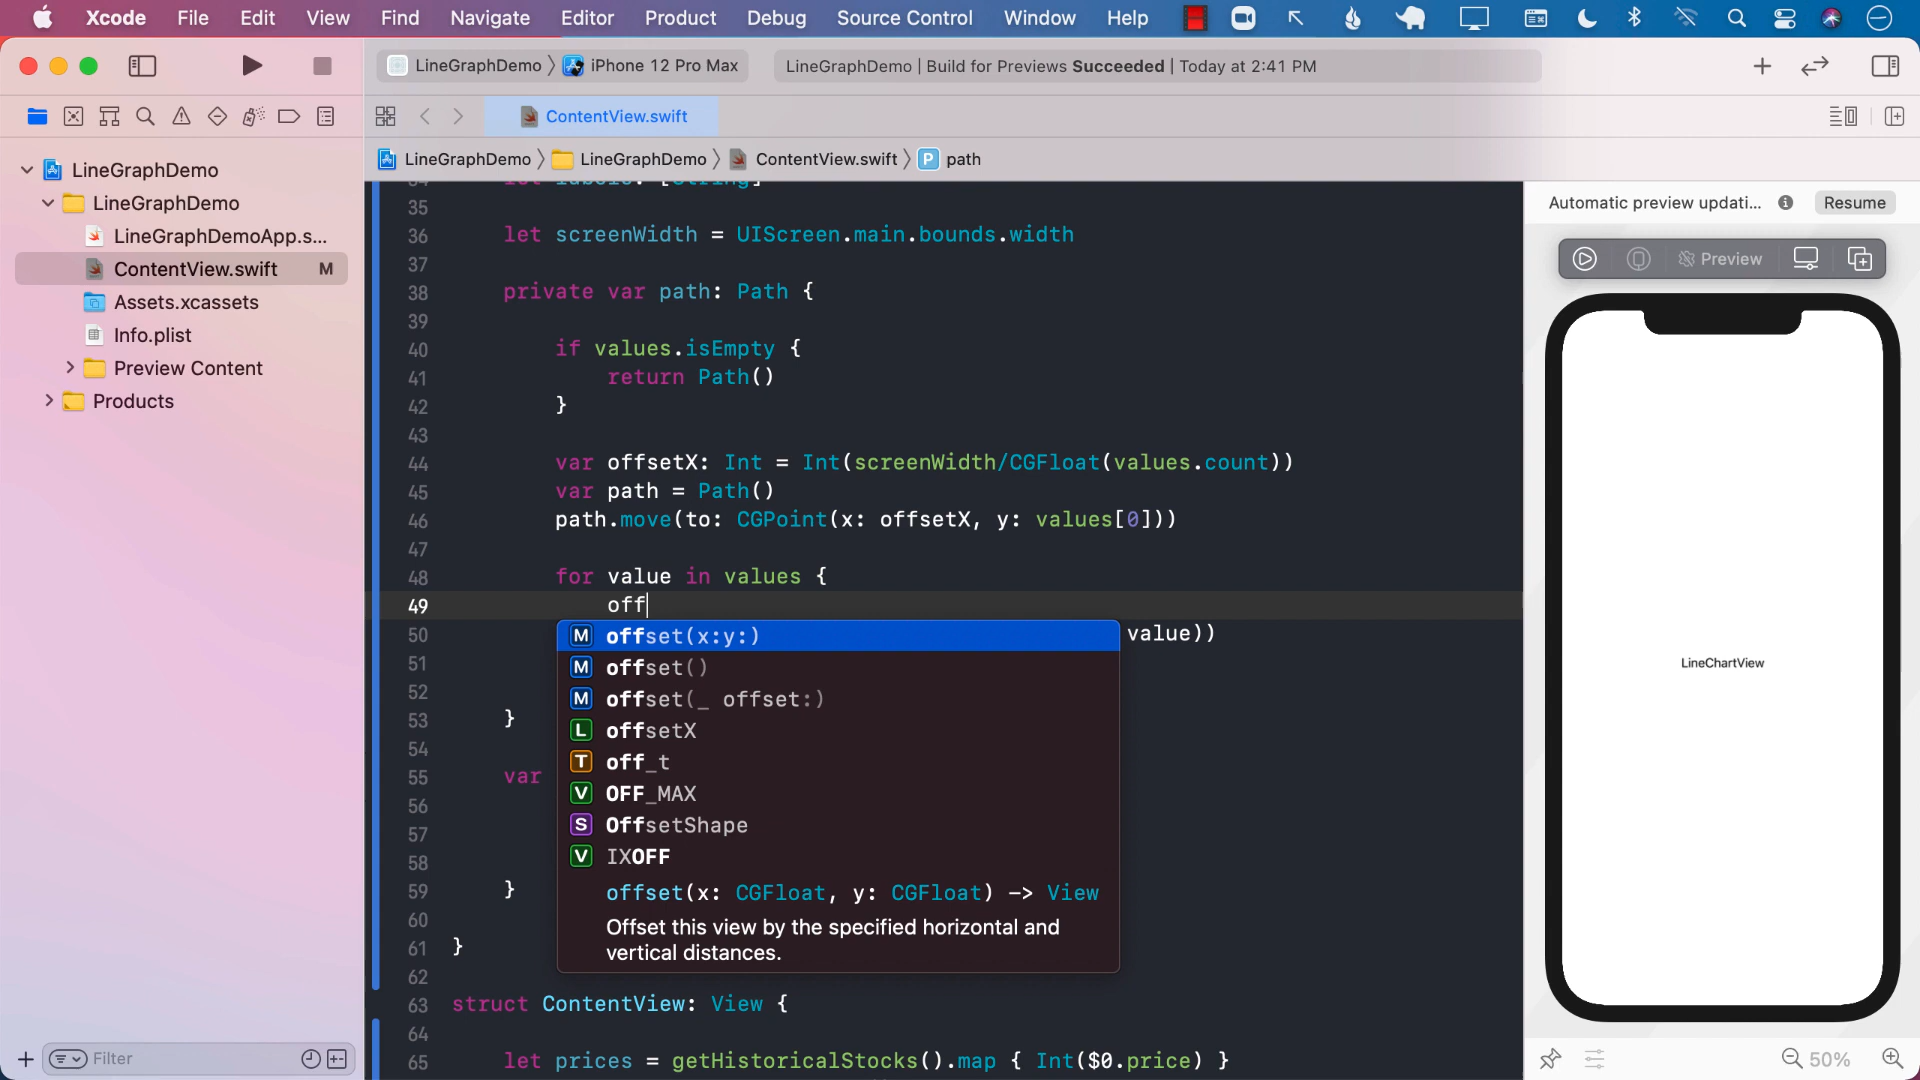 Xcode File Edit View Find Navigate Editor Product Debug Source Control Window Help
LineGraphDemo iPhone 12 Pro Max LineGraphDemo | Build for Previews Succeeded | Today at 2:41 PM
ContentView.swift
LineGraphDemo LineGraphDemo ContentView.swift P path
LineGraphDemo
LineGraphDemo
LineGraphDemoApp.s...
ContentView.swift M
Assets.xcassets
Info.plist
Preview Content
Products
Filter
35
36 let screenWidth = UIScreen.main.bounds.width
37
38 private var path: Path {
39
40 if values.isEmpty {
41 return Path()
42 }
43
44 var offsetX: Int = Int(screenWidth/CGFloat(values.count))
45 var path = Path()
46 path.move(to: CGPoint(x: offsetX, y: values[0]))
47
48 for value in values {
49 off
50 value))
51
52
53 }
54
55 var
56
57
58
59 }
60
61 }
62
63 struct ContentView: View {
64
65 let prices = getHistoricalStocks().map { Int($0.price) }
M offset(x:y:)
M offset()
M offset(_ offset:)
L offsetX
T off_t
V OFF_MAX
S OffsetShape
V IXOFF
offset(x: CGFloat, y: CGFloat) -> View
Offset this view by the specified horizontal and
vertical distances.
Automatic preview updati... Resume
Preview
LineChartView
50%